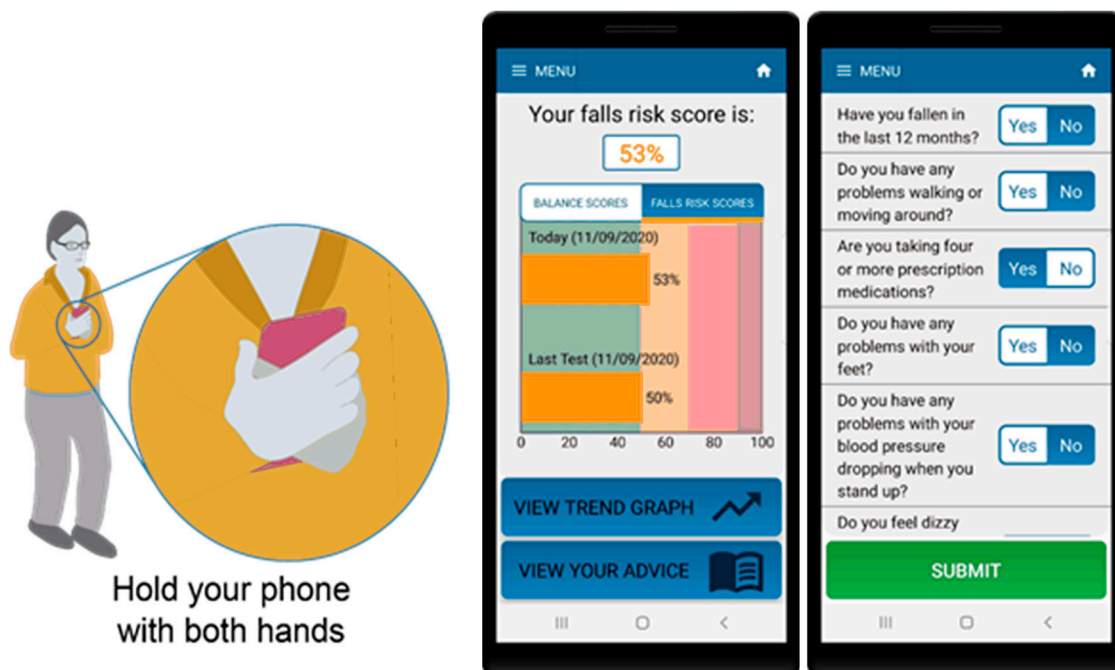 Hold your phone
with both hands
MENU
Your falls risk score is:
53%
BALANCE SCORES
FALLS RISK SCORES
Today (11/09/2020)
53%
Last Test (11/09/2020)
50%
0 20 40 60 80 100
VIEW TREND GRAPH
VIEW YOUR ADVICE
MENU
Have you fallen in
the last 12 months?
Yes No
Do you have any
problems walking or
moving around?
Yes No
Are you taking four
or more prescription
medications?
Yes No
Do you have any
problems with your
feet?
Yes No
Do you have any
problems with your
blood pressure
dropping when you
stand up?
Yes No
Do you feel dizzy
SUBMIT